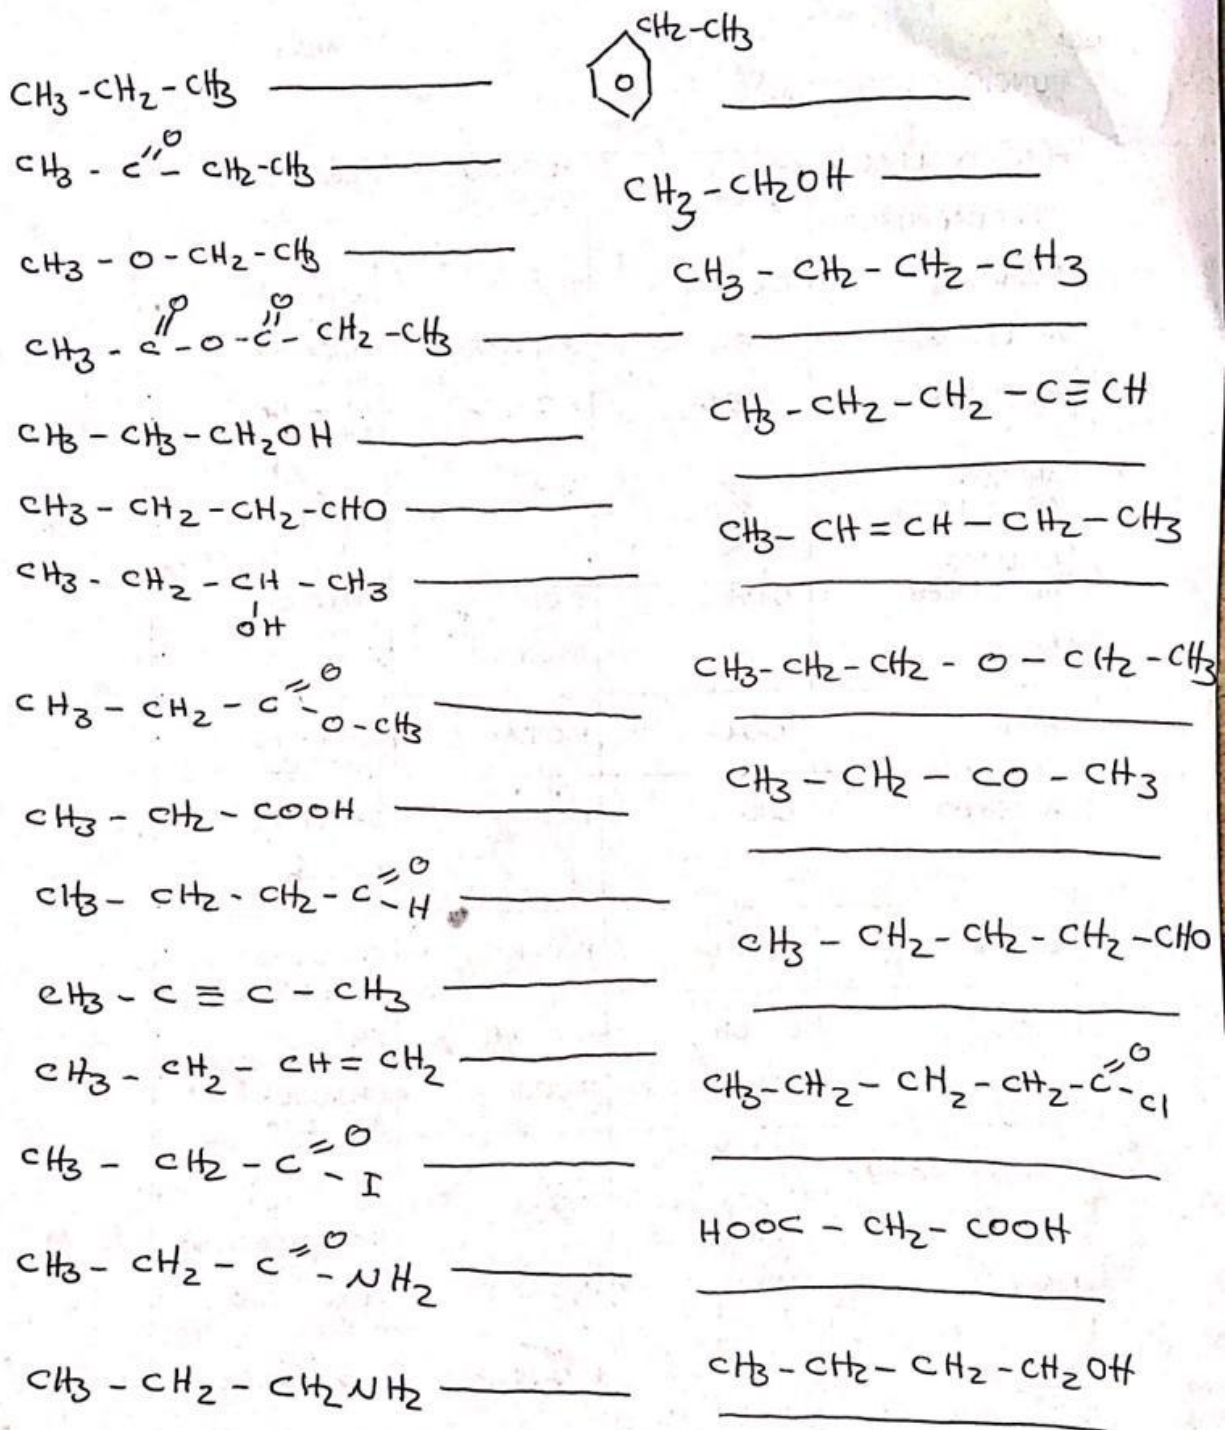 CH3 - CH2 - CH3
CH3 - C=O - CH2-CH3
CH3 - O - CH2 - CH3
CH3 - C=O - O - C=O - CH2 - CH3
CH3 - CH3 - CH2OH
CH3 - CH2 - CH2 - CHO
CH3 - CH2 - CH - CH3
OH
CH3 - CH2 - C=O - O - CH3
CH3 - CH2 - COOH
CH3 - CH2 - CH2 - C=O - H
CH3 - C ≡ C - CH3
CH3 - CH2 - CH = CH2
CH3 - CH2 - C=O - I
CH3 - CH2 - C=O - NH2
CH3 - CH2 - CH2NH2
CH2-CH3
O
CH3 - CH2OH
CH3 - CH2 - CH2 - CH3
CH3 - CH2 - CH2 - C ≡ CH
CH3 - CH = CH - CH2 - CH3
CH3 - CH2 - CH2 - O - CH2 - CH3
CH3 - CH2 - CO - CH3
CH3 - CH2 - CH2 - CH2 - CHO
CH3 - CH2 - CH2 - CH2 - C=O - Cl
HOOC - CH2 - COOH
CH3 - CH2 - CH2 - CH2OH